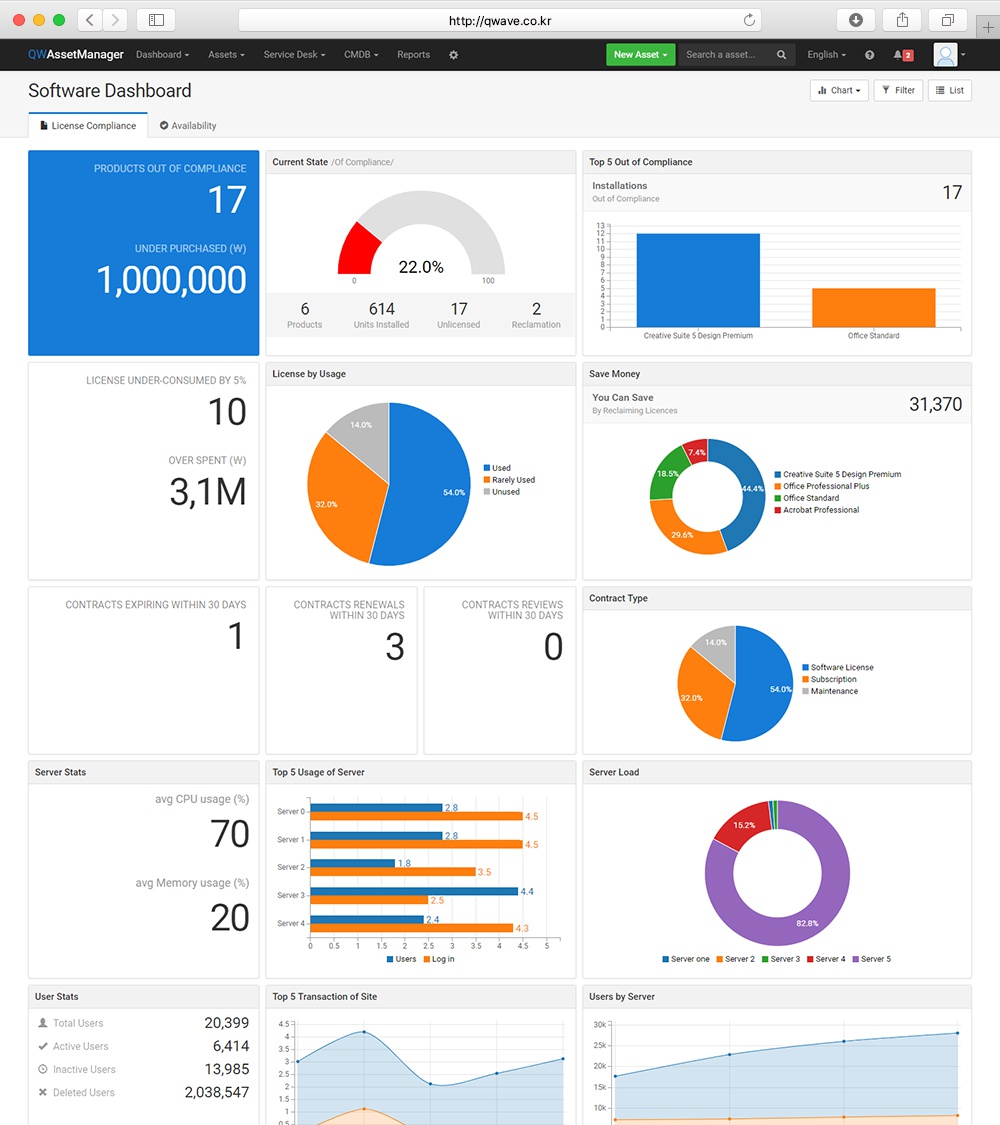 http://qwave.co.kr
QWAssetManager Dashboard Assets Service Desk CMDB Reports New Asset Search a asset... English 2
Software Dashboard
Chart Filter List
License Compliance Availability
PRODUCTS OUT OF COMPLIANCE
17
UNDER PURCHASED (₩)
1,000,000
Current State /Of Compliance/
22.0%
0 100
6 614 17 2
Products Units Installed Unlicensed Reclamation
Top 5 Out of Compliance
Installations
Out of Compliance
17
13
12
11
10
9
8
7
6
5
4
3
2
1
0
Creative Suite 5 Design Premium Office Standard
LICENSE UNDER-CONSUMED BY 5%
10
OVER SPENT (₩)
3,1M
License by Usage
14.0%
54.0%
32.0%
Used
Rarely Used
Unused
Save Money
You Can Save
By Reclaiming Licences
31,370
7.4%
18.5%
44.4%
29.6%
Creative Suite 5 Design Premium
Office Professional Plus
Office Standard
Acrobat Professional
CONTRACTS EXPIRING WITHIN 30 DAYS
1
CONTRACTS RENEWALS
WITHIN 30 DAYS
3
CONTRACTS REVIEWS
WITHIN 30 DAYS
0
Contract Type
14.0%
54.0%
32.0%
Software License
Subscription
Maintenance
Server Stats
avg CPU usage (%)
70
avg Memory usage (%)
20
Top 5 Usage of Server
Server 0 2.8
4.5
Server 1 2.8
4.5
Server 2 1.8
3.5
Server 3 4.4
2.5
Server 4 2.4
4.3
0 0.5 1 1.5 2 2.5 3 3.5 4 4.5 5
Users Log in
Server Load
15.2%
82.8%
Server one Server 2 Server 3 Server 4 Server 5
User Stats
Total Users 20,399
Active Users 6,414
Inactive Users 13,985
Deleted Users 2,038,547
Top 5 Transaction of Site
4.5
4
3.5
3
2.5
2
1.5
1
0.5
Users by Server
30k
25k
20k
15k
10k